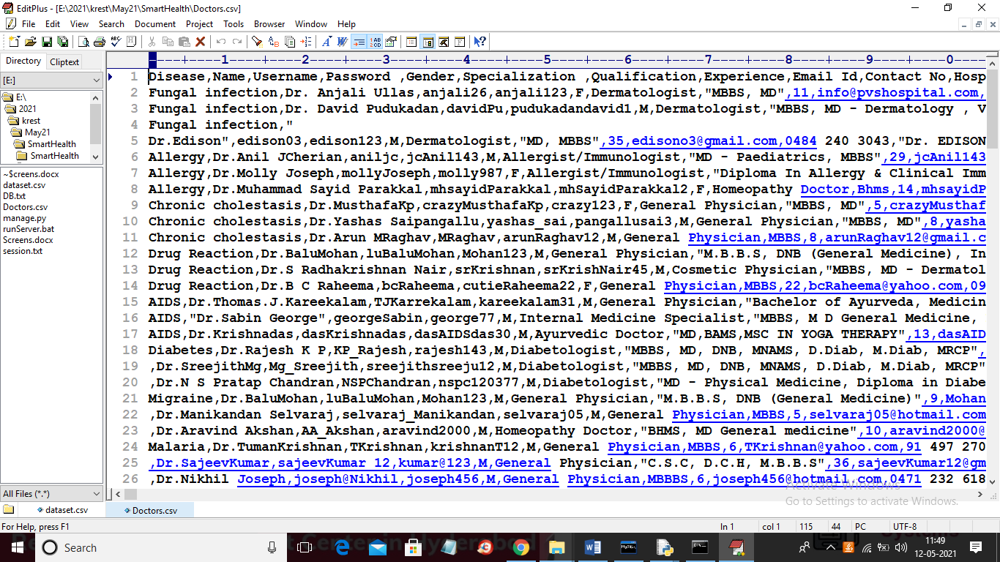 EditPlus - [E:\2021\krest\May21\SmartHealth\Doctors.csv]
File Edit View Search Document Project Tools Browser Window Help
Directory Cliptext
[E:]
E:\
2021
krest
May21
SmartHealth
SmartHealth
~$creens.docx
dataset.csv
DB.txt
Doctors.csv
manage.py
runServer.bat
Screens.docx
session.txt
All Files (*.*)
----+----1----+----2----+----3----+----4----+----5----+----6----+----7----+----8----+----9----+----0----
1 Disease,Name,Username,Password ,Gender,Specialization ,Qualification,Experience,Email Id,Contact No,Hosp
2 Fungal infection,Dr. Anjali Ullas,anjali26,anjali123,F,Dermatologist,"MBBS, MD",11,info@pvshospital.com,
3 Fungal infection,Dr. David Pudukadan,davidPu,pudukadandavid1,M,Dermatologist,"MBBS, MD - Dermatology , V
4 Fungal infection,"
5 Dr.Edison",edison03,edison123,M,Dermatologist,"MD, MBBS",35,edisono3@gmail.com,0484 240 3043,"Dr. EDISON
6 Allergy,Dr.Anil JCherian,aniljc,jcAnil143,M,Allergist/Immunologist,"MD - Paediatrics, MBBS",29,jcAnil143
7 Allergy,Dr.Molly Joseph,mollyJoseph,molly987,F,Allergist/Immunologist,"Diploma In Allergy & Clinical Imm
8 Allergy,Dr.Muhammad Sayid Parakkal,mhsayidParakkal,mhSayidParakkal2,F,Homeopathy Doctor,Bhms,14,mhsayidP
9 Chronic cholestasis,Dr.MusthafaKp,crazyMusthafaKp,crazy123,F,General Physician,"MBBS, MD",5,crazyMusthaf
10 Chronic cholestasis,Dr.Yashas Saipangallu,yashas_sai,pangallusai3,M,General Physician,"MBBS, MD",8,yasha
11 Chronic cholestasis,Dr.Arun MRaghav,MRaghav,arunRaghav12,M,General Physician,MBBS,8,arunRaghav12@gmail.c
12 Drug Reaction,Dr.BaluMohan,luBaluMohan,Mohan123,M,General Physician,"M.B.B.S, DNB (General Medicine), In
13 Drug Reaction,Dr.S Radhakrishnan Nair,srKrishnan,srKrishNair45,M,Cosmetic Physician,"MBBS, MD - Dermatol
14 Drug Reaction,Dr.B C Raheema,bcRaheema,cutieRaheema22,F,General Physician,MBBS,22,bcRaheema@yahoo.com,09
15 AIDS,Dr.Thomas.J.Kareekalam,TJKarrekalam,kareekalam31,M,General Physician,"Bachelor of Ayurveda, Medicin
16 AIDS,"Dr.Sabin George",georgeSabin,george77,M,Internal Medicine Specialist,"MBBS, M D General Medicine,
17 AIDS,Dr.Krishnadas,dasKrishnadas,dasAIDSdas30,M,Ayurvedic Doctor,"MD,BAMS,MSC IN YOGA THERAPY",13,dasAID
18 Diabetes,Dr.Rajesh K P,KP_Rajesh,rajesh143,M,Diabetologist,"MBBS, MD, DNB, MNAMS, D.Diab, M.Diab, MRCP",
19 ,Dr.SreejithMg,Mg_Sreejith,sreejithsreeju12,M,Diabetologist,"MBBS, MD, DNB, MNAMS, D.Diab, M.Diab, MRCP"
20 ,Dr.N S Pratap Chandran,NSPChandran,nspc120377,M,Diabetologist,"MD - Physical Medicine, Diploma in Diabe
21 Migraine,Dr.BaluMohan,luBaluMohan,Mohan123,M,General Physician,"M.B.B.S, DNB (General Medicine)",9,Mohan
22 ,Dr.Manikandan Selvaraj,selvaraj_Manikandan,selvaraj05,M,General Physician,MBBS,5,selvaraj05@hotmail.com
23 ,Dr.Aravind Akshan,AA_Akshan,aravind2000,M,Homeopathy Doctor,"BHMS, MD General medicine",10,aravind2000@
24 Malaria,Dr.TumanKrishnan,TKrishnan,krishnanT12,M,General Physician,MBBS,6,TKrishnan@yahoo.com,91 497 270
25 ,Dr.SajeevKumar,sajeevKumar 12,kumar@123,M,General Physician,"C.S.C, D.C.H, M.B.B.S",36,sajeevKumar12@gm
26 ,Dr.Nikhil Joseph,joseph@Nikhil,joseph456,M,General Physician,MBBBS,6,joseph456@hotmail.com,0471 232 618
Activate Windows
Go to Settings to activate Windows.
dataset.csv Doctors.csv
For Help, press F1 ln 1 col 1 115 44 PC UTF-8
Search
11:49
12-05-2021